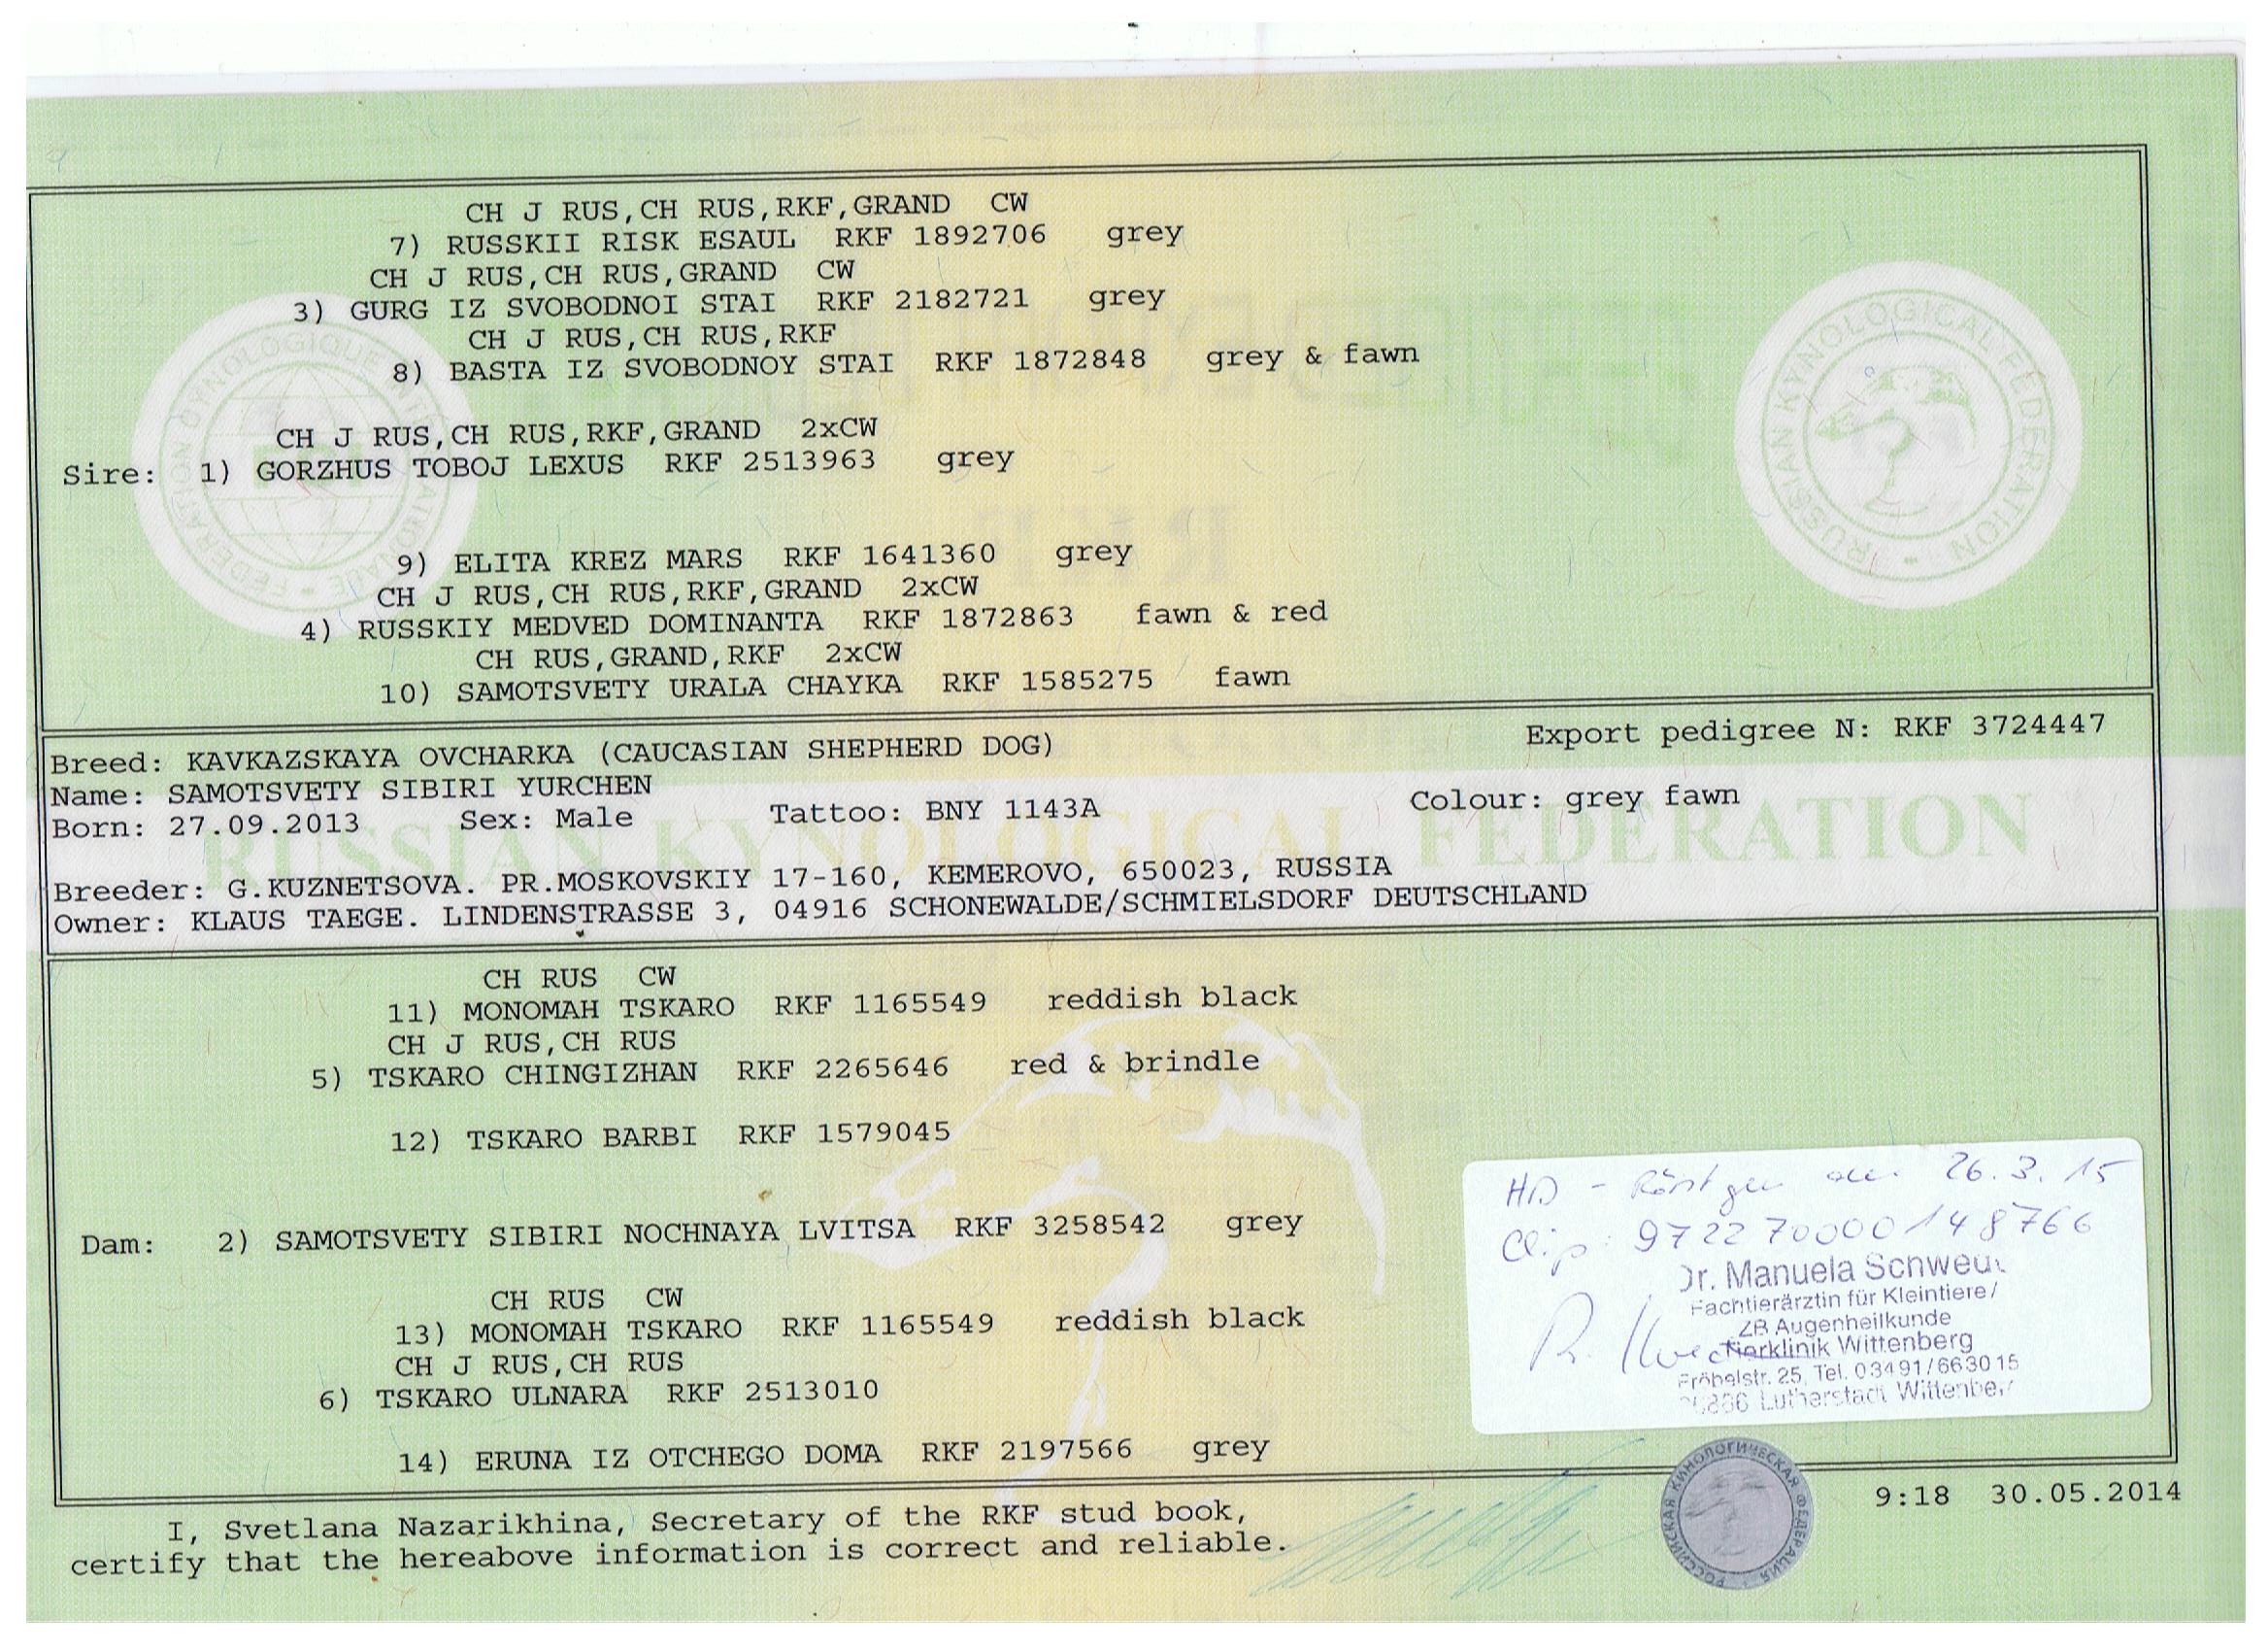 CH J RUS,CH RUS,RKF,GRAND CW
7) RUSSKII RISK ESAUL RKF 1892706 grey
CH J RUS,CH RUS,GRAND CW
3) GURG IZ SVOBODNOI STAI RKF 2182721 grey
CH J RUS,CH RUS,RKF
8) BASTA IZ SVOBODNOY STAI RKF 1872848 grey & fawn
CH J RUS,CH RUS,RKF,GRAND 2xCW
Sire: 1) GORZHUS TOBOJ LEXUS RKF 2513963 grey
9) ELITA KREZ MARS RKF 1641360 grey
CH J RUS,CH RUS,RKF,GRAND 2xCW
4) RUSSKIY MEDVED DOMINANTA RKF 1872863 fawn & red
CH RUS,GRAND,RKF 2xCW
10) SAMOTSVETY URALA CHAYKA RKF 1585275 fawn
FEDERATION CYNOLOGIQUE INTERNATIONALE
RUSSIAN KYNOLOGICAL FEDERATION
Breed: KAVKAZSKAYA OVCHARKA (CAUCASIAN SHEPHERD DOG) Export pedigree N: RKF 3724447
Name: SAMOTSVETY SIBIRI YURCHEN
Born: 27.09.2013 Sex: Male Tattoo: BNY 1143A Colour: grey fawn
RUSSIAN KYNOLOGICAL FEDERATION
Breeder: G.KUZNETSOVA. PR.MOSKOVSKIY 17-160, KEMEROVO, 650023, RUSSIA
Owner: KLAUS TAEGE. LINDENSTRASSE 3, 04916 SCHONEWALDE/SCHMIELSDORF DEUTSCHLAND
CH RUS CW
11) MONOMAH TSKARO RKF 1165549 reddish black
CH J RUS,CH RUS
5) TSKARO CHINGIZHAN RKF 2265646 red & brindle
12) TSKARO BARBI RKF 1579045
Dam: 2) SAMOTSVETY SIBIRI NOCHNAYA LVITSA RKF 3258542 grey
CH RUS CW
13) MONOMAH TSKARO RKF 1165549 reddish black
CH J RUS,CH RUS
6) TSKARO ULNARA RKF 2513010
14) ERUNA IZ OTCHEGO DOMA RKF 2197566 grey
HD - Röntgen 26.3.15
Clip: 972270000148766
Dr. Manuela
Fachtierärztin für Kleintiere/
ZB Augenheilkunde
Tierklinik Wittenberg
Fröbelstr. 25, Tel. 03491/663015
Lutherstadt Wittenberg
РОССИЙСКАЯ КИНОЛОГИЧЕСКАЯ ФЕДЕРАЦИЯ
9:18 30.05.2014
I, Svetlana Nazarikhina, Secretary of the RKF stud book,
certify that the hereabove information is correct and reliable.